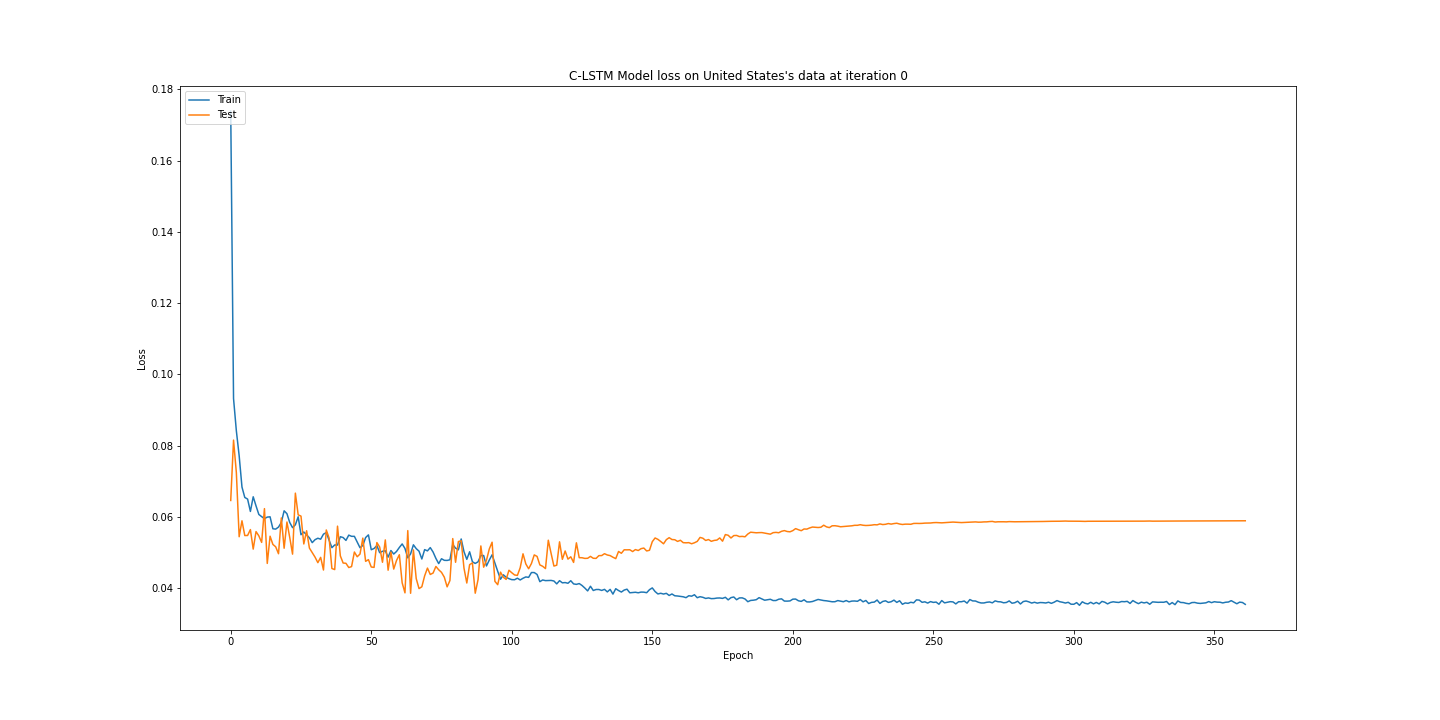 C-LSTM Model loss on United States's data at iteration 0
Train
Test
0.18
0.16
0.14
0.12
0.10
0.08
0.06
0.04
Loss
0 50 100 150 200 250 300 350
Epoch